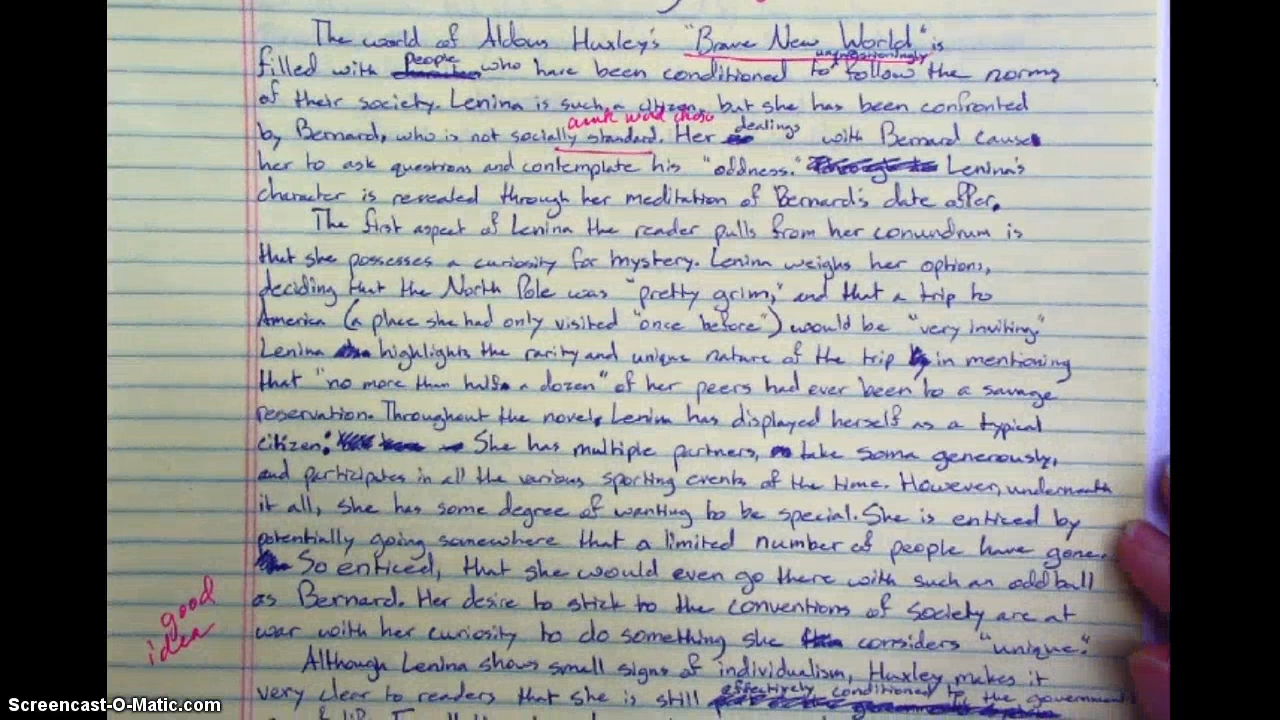 The world of Aldous Huxley's "Brave New World" is
unquestioningly
filled with people who have been conditioned to follow the norms
of their society. Lenina is such a citizen, but she has been confronted
awk word choice
by Bernard, who is not socially standard. Her dealings with Bernard cause
her to ask questions and contemplate his "oddness." Lenina's
character is revealed through her meditation of Bernard's date offer.
The first aspect of Lenina the reader pulls from her conundrum is
that she possesses a curiosity for mystery. Lenina weighs her options,
deciding that the North Pole was "pretty grim," and that a trip to
America (a place she had only visited "once before") would be "very inviting."
Lenina highlights the rarity and unique nature of the trip in mentioning
that "no more than half a dozen" of her peers had ever been to a savage
reservation. Throughout the novel, Lenina has displayed herself as a typical
citizen: She has multiple partners, take soma generously,
and participates in all the various sporting events of the time. However, underneath
it all, she has some degree of wanting to be special. She is enticed by
potentially going somewhere that a limited number of people have gone.
So enticed, that she would even go there with such an oddball
as Bernard. Her desire to stick to the conventions of society are at
good idea
war with her curiosity to do something she considers "unique."
Although Lenina shows small signs of individualism, Huxley makes it
very clear to readers that she is still effectively conditioned to the government
Screencast-O-Matic.com